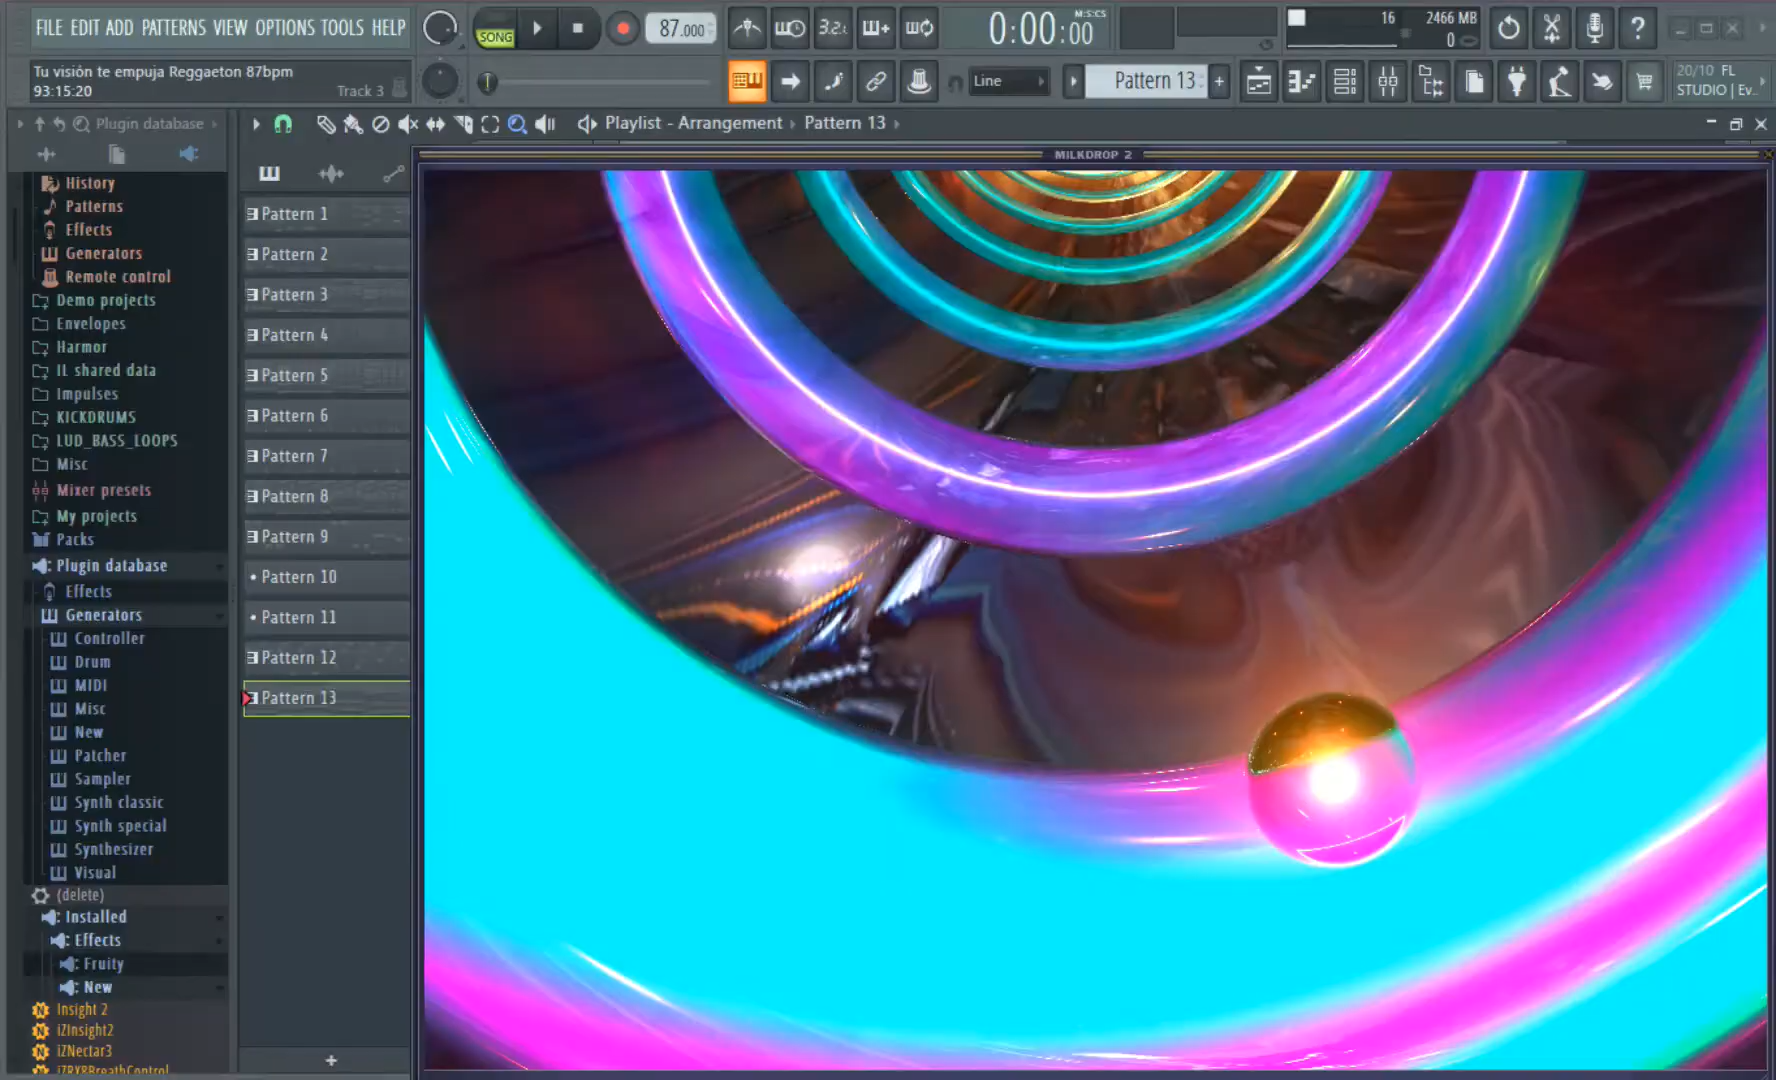 FILE EDIT ADD PATTERNS VIEW OPTIONS TOOLS HELP
SONG
87.000
3.2.
0:00:00
M:S:CS
16
2466 MB
0
Tu visión te empuja Reggaeton 87bpm
93:15:20
Track 3
Line
Pattern 13
20/10 FL
STUDIO | Ev..
Plugin database
Playlist - Arrangement › Pattern 13 ›
MILKDROP 2
History
Patterns
Effects
Generators
Remote control
Demo projects
Envelopes
Harmor
IL shared data
Impulses
KICKDRUMS
LUD_BASS_LOOPS
Misc
Mixer presets
My projects
Packs
Plugin database
Effects
Generators
Controller
Drum
MIDI
Misc
New
Patcher
Sampler
Synth classic
Synth special
Synthesizer
Visual
(delete)
Installed
Effects
Fruity
New
Insight 2
iZInsight2
iZNectar3
iZRX8BreathControl
Pattern 1
Pattern 2
Pattern 3
Pattern 4
Pattern 5
Pattern 6
Pattern 7
Pattern 8
Pattern 9
Pattern 10
Pattern 11
Pattern 12
Pattern 13